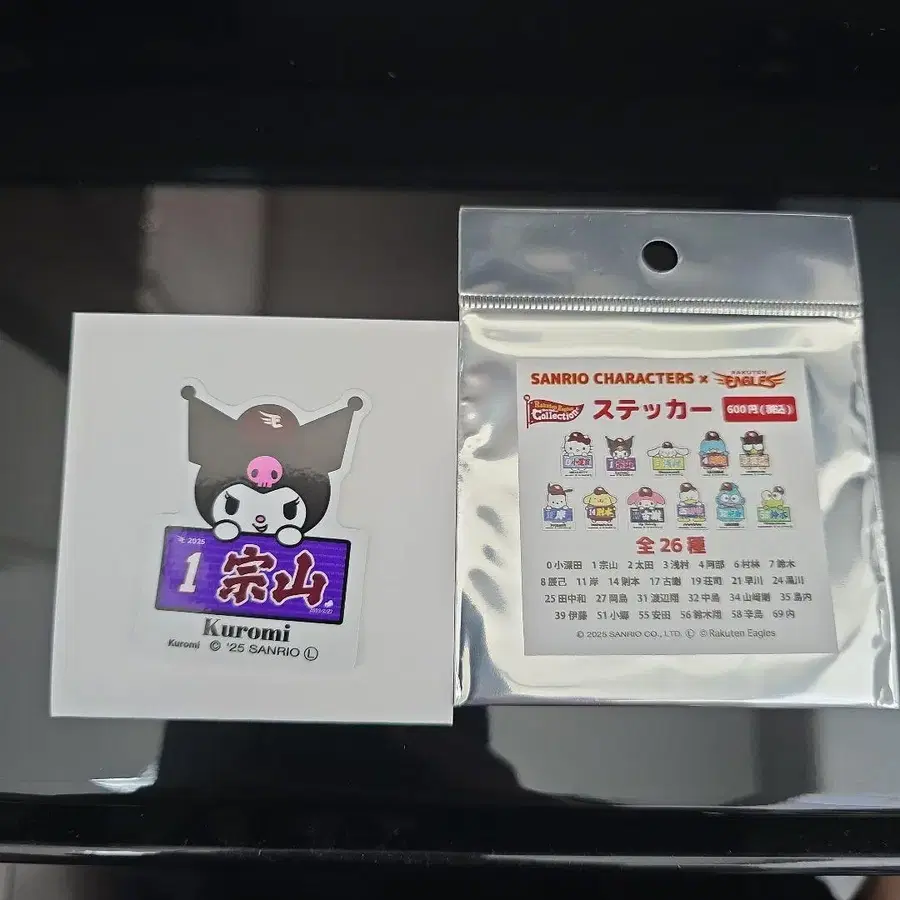 2025
1 宗山
Kuromi
Kuromi © '25 SANRIO Ⓛ
SANRIO CHARACTERS × RAKUTEN EAGLES
Rakuten Eagles Collection ステッカー 600円(税込)
全26種
0 小深田 1 宗山 2 太田 3 浅村 4 阿部 6 村林 7 鈴木
8 辰己 11 岸 14 則本 17 古謝 19 荘司 21 早川 24 黒川
25 田中和 27 岡島 31 渡辺翔 32 中島 34 山﨑剛 35 島内
39 伊藤 51 小郷 55 安田 56 鈴木翔 58 辛島 69 内
© 2025 SANRIO CO., LTD. Ⓛ © Rakuten Eagles